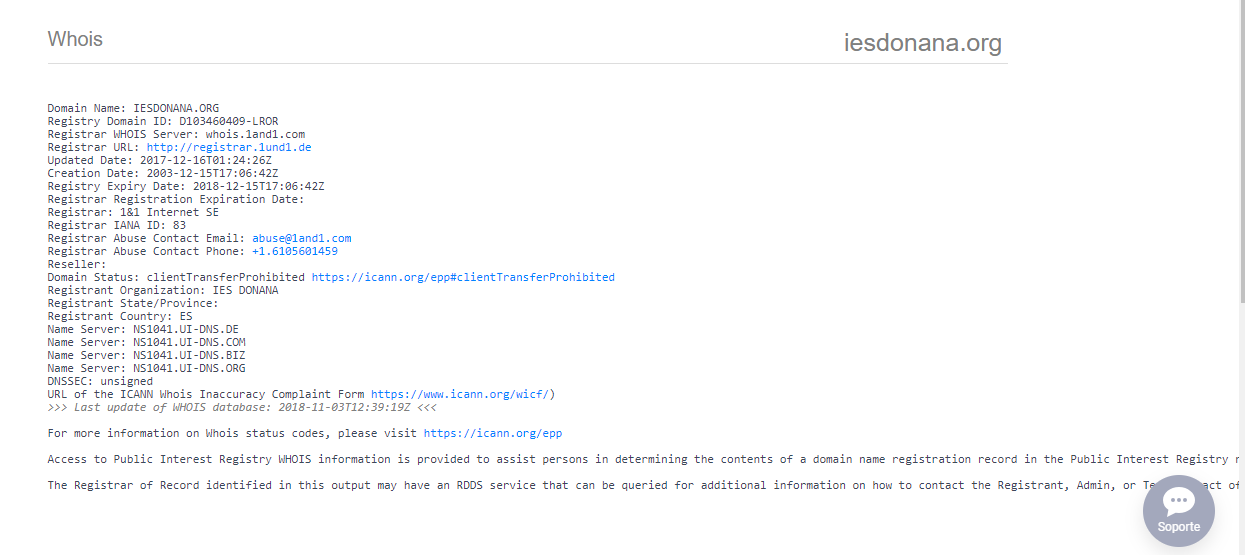 Whois
iesdonana.org
Domain Name: IESDONANA.ORG
Registry Domain ID: D103460409-LROR
Registrar WHOIS Server: whois.1and1.com
Registrar URL: http://registrar.1und1.de
Updated Date: 2017-12-16T01:24:26Z
Creation Date: 2003-12-15T17:06:42Z
Registry Expiry Date: 2018-12-15T17:06:42Z
Registrar Registration Expiration Date:
Registrar: 1&1 Internet SE
Registrar IANA ID: 83
Registrar Abuse Contact Email: abuse@1and1.com
Registrar Abuse Contact Phone: +1.6105601459
Reseller:
Domain Status: clientTransferProhibited https://icann.org/epp#clientTransferProhibited
Registrant Organization: IES DONANA
Registrant State/Province:
Registrant Country: ES
Name Server: NS1041.UI-DNS.DE
Name Server: NS1041.UI-DNS.COM
Name Server: NS1041.UI-DNS.BIZ
Name Server: NS1041.UI-DNS.ORG
DNSSEC: unsigned
URL of the ICANN Whois Inaccuracy Complaint Form https://www.icann.org/wicf/)
>>> Last update of WHOIS database: 2018-11-03T12:39:19Z <<<
For more information on Whois status codes, please visit https://icann.org/epp
Access to Public Interest Registry WHOIS information is provided to assist persons in determining the contents of a domain name registration record in the Public Interest Registry
The Registrar of Record identified in this output may have an RDDS service that can be queried for additional information on how to contact the Registrant, Admin, or of
Soporte